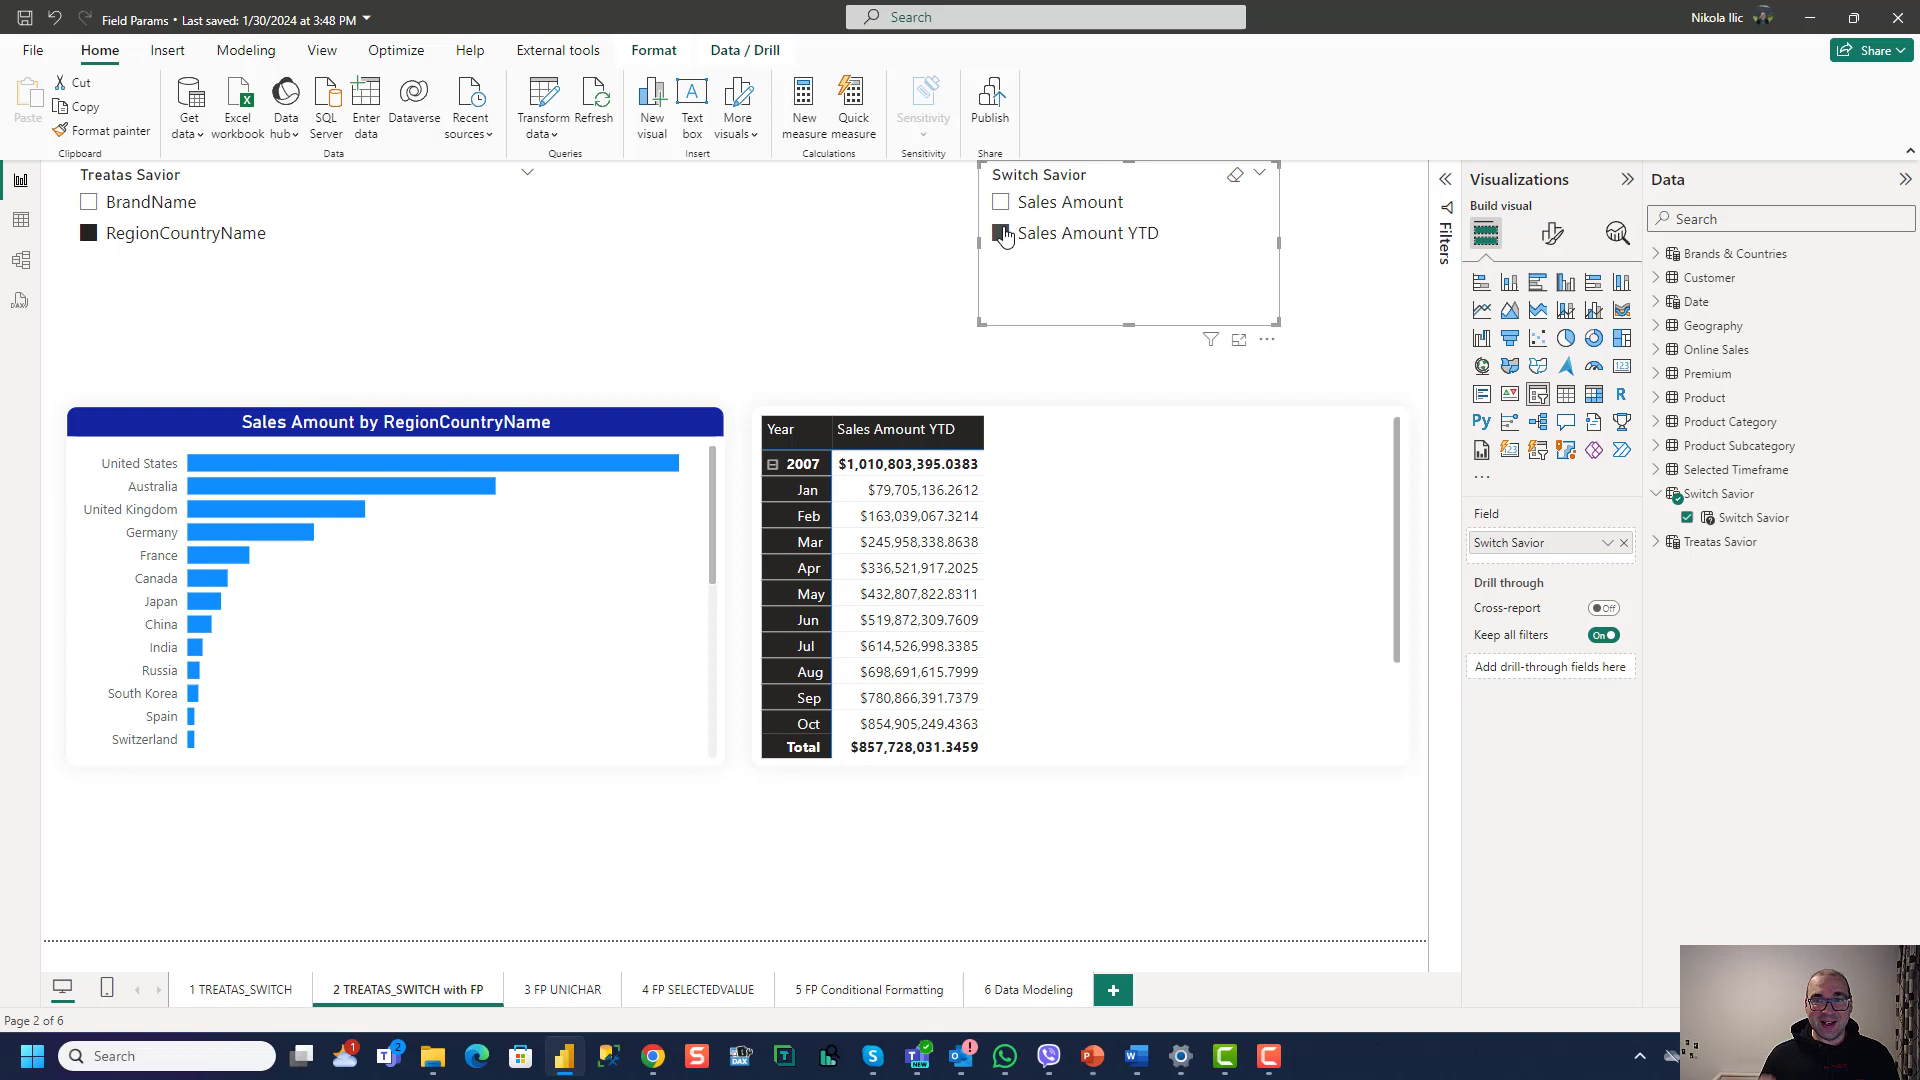 Field Params • Last saved: 1/30/2024 at 3:48 PM
Search
Nikola Ilic
File
Home
Insert
Modeling
View
Optimize
Help
External tools
Format
Data / Drill
Share
Paste
Cut
Copy
Format painter
Clipboard
Get data
Excel workbook
Data hub
SQL Server
Enter data
Dataverse
Recent sources
Data
Transform data
Refresh
Queries
New visual
Text box
More visuals
Insert
New measure
Quick measure
Calculations
Sensitivity
Sensitivity
Publish
Share
Treatas Savior
BrandName
RegionCountryName
Switch Savior
Sales Amount
Sales Amount YTD
Sales Amount by RegionCountryName
United States
Australia
United Kingdom
Germany
France
Canada
Japan
China
India
Russia
South Korea
Spain
Switzerland
Year Sales Amount YTD
2007 $1,010,803,395.0383
Jan $79,705,136.2612
Feb $163,039,067.3214
Mar $245,958,338.8638
Apr $336,521,917.2025
May $432,807,822.8311
Jun $519,872,309.7609
Jul $614,526,998.3385
Aug $698,691,615.7999
Sep $780,866,391.7379
Oct $854,905,249.4363
Total $857,728,031.3459
Filters
Visualizations
Build visual
Field
Switch Savior
Drill through
Cross-report Off
Keep all filters On
Add drill-through fields here
Data
Search
Brands & Countries
Customer
Date
Geography
Online Sales
Premium
Product
Product Category
Product Subcategory
Selected Timeframe
Switch Savior
Switch Savior
Treatas Savior
1 TREATAS_SWITCH
2 TREATAS_SWITCH with FP
3 FP UNICHAR
4 FP SELECTEDVALUE
5 FP Conditional Formatting
6 Data Modeling
Page 2 of 6
Search